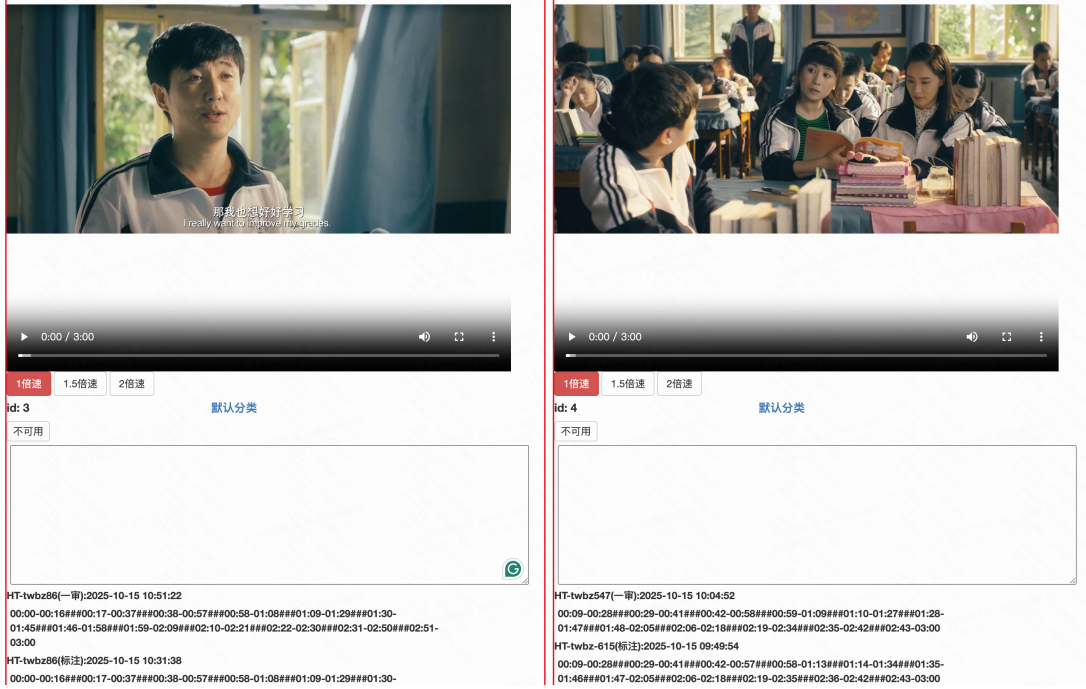 那我也想好好学习
I really want to improve my grades.
0:00 / 3:00
1倍速 1.5倍速 2倍速
id: 3 默认分类
不可用
HT-twbz86(一审):2025-10-15 10:51:22
00:00-00:16###00:17-00:37###00:38-00:57###00:58-01:08###01:09-01:29###01:30-
01:45###01:46-01:58###01:59-02:09###02:10-02:21###02:22-02:30###02:31-02:50###02:51-
03:00
HT-twbz86(标注):2025-10-15 10:31:38
00:00-00:16###00:17-00:37###00:38-00:57###00:58-01:08###01:09-01:29###01:30-
0:00 / 3:00
1倍速 1.5倍速 2倍速
id: 4 默认分类
不可用
HT-twbz547(一审):2025-10-15 10:04:52
00:09-00:28###00:29-00:41###00:42-00:58###00:59-01:09###01:10-01:27###01:28-
01:47###01:48-02:05###02:06-02:18###02:19-02:34###02:35-02:42###02:43-03:00
HT-twbz-615(标注):2025-10-15 09:49:54
00:09-00:28###00:29-00:41###00:42-00:57###00:58-01:13###01:14-01:34###01:35-
01:46###01:47-02:05###02:06-02:18###02:19-02:35###02:36-02:42###02:43-03:00